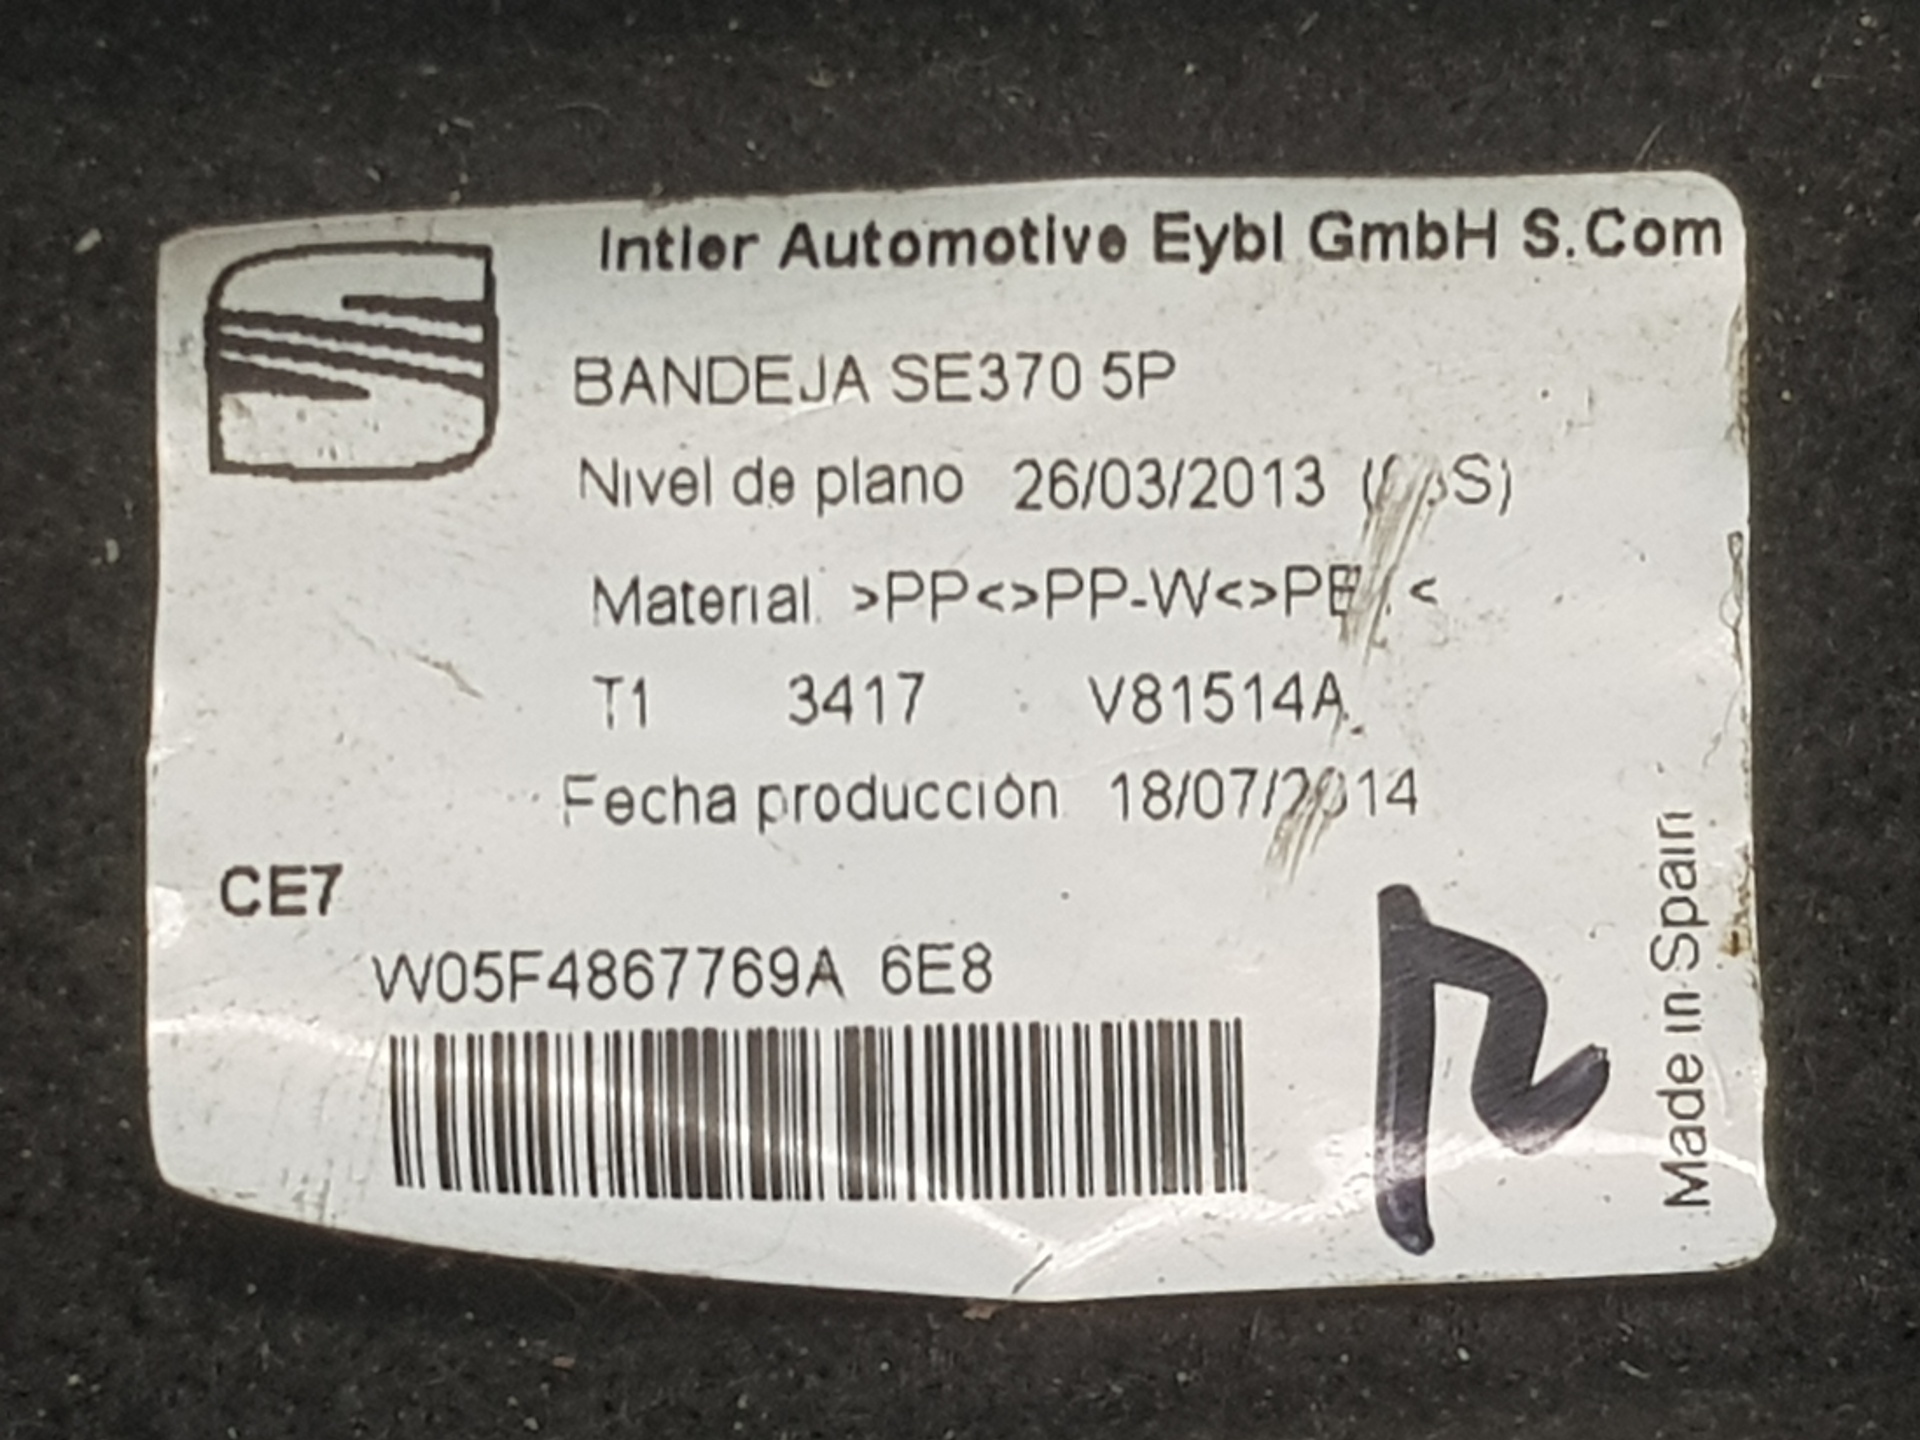 Intier Automotive Eybl GmbH S.Com
BANDEJA SE370 5P
Nivel de plano 26/03/2013
Material. >PP<>PP-W<
T1 3417 V81514A
Fecha producción 18/07/2014
CE7
W05F4867769A 6E8
Made in Spain